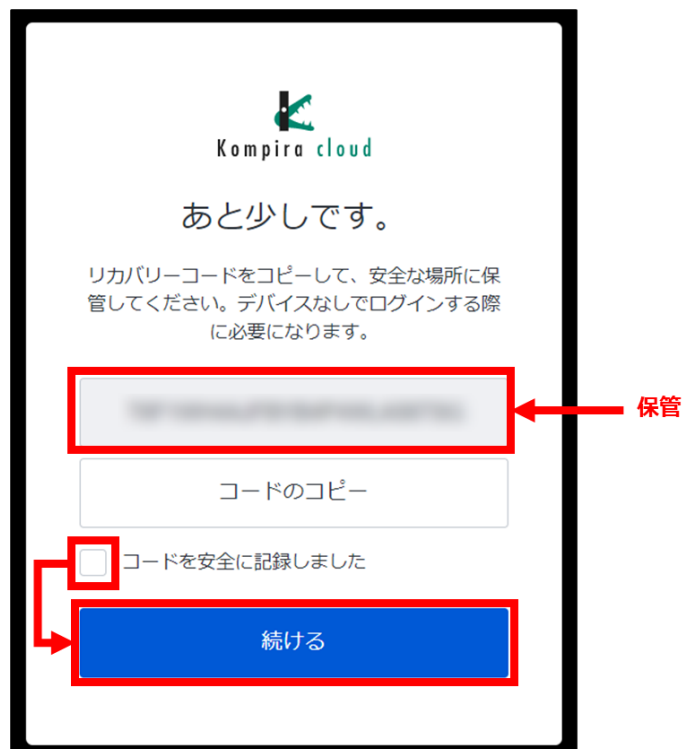 Kompira cloud
あと少しです。
リカバリーコードをコピーして、安全な場所に保
管してください。デバイスなしでログインする際
に必要になります。
保管
コードのコピー
コードを安全に記録しました
続ける